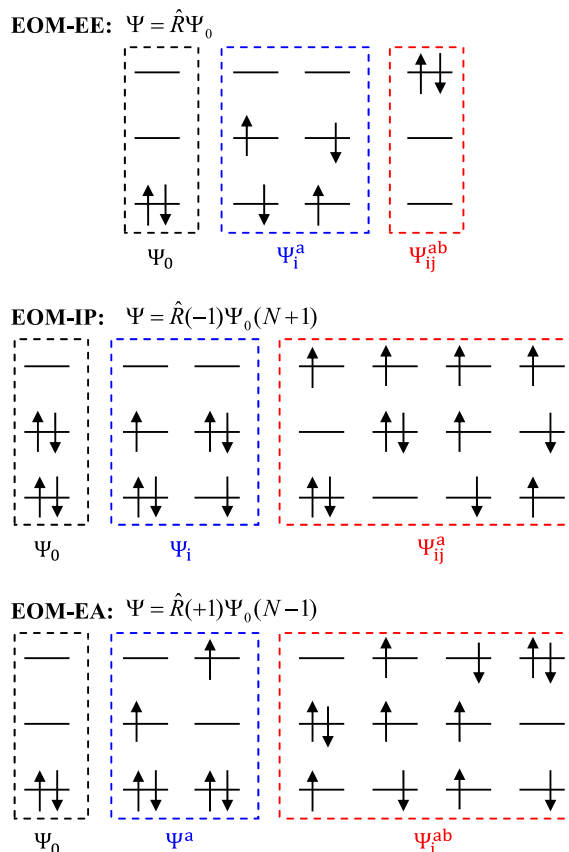 EOM-EE: Ψ = R̂Ψ₀
Ψ₀ Ψᵢᵃ Ψᵢⱼᵃᵇ
EOM-IP: Ψ = R̂(−1)Ψ₀(N+1)
Ψ₀ Ψᵢ Ψᵢⱼᵃ
EOM-EA: Ψ = R̂(+1)Ψ₀(N−1)
Ψ₀ Ψᵃ Ψᵢᵃᵇ